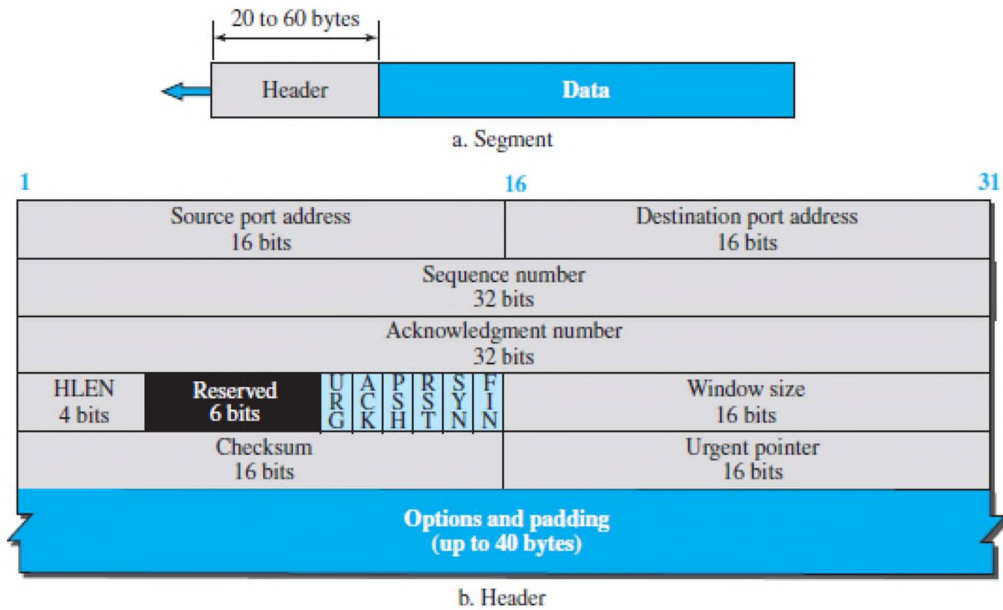 20 to 60 bytes
Header Data
a. Segment
1 16 31
Source port address Destination port address
16 bits 16 bits
Sequence number
32 bits
Acknowledgment number
32 bits
HLEN Reserved URG ACK PSH RST SYN FIN Window size
4 bits 6 bits 16 bits
Checksum Urgent pointer
16 bits 16 bits
Options and padding
(up to 40 bytes)
b. Header